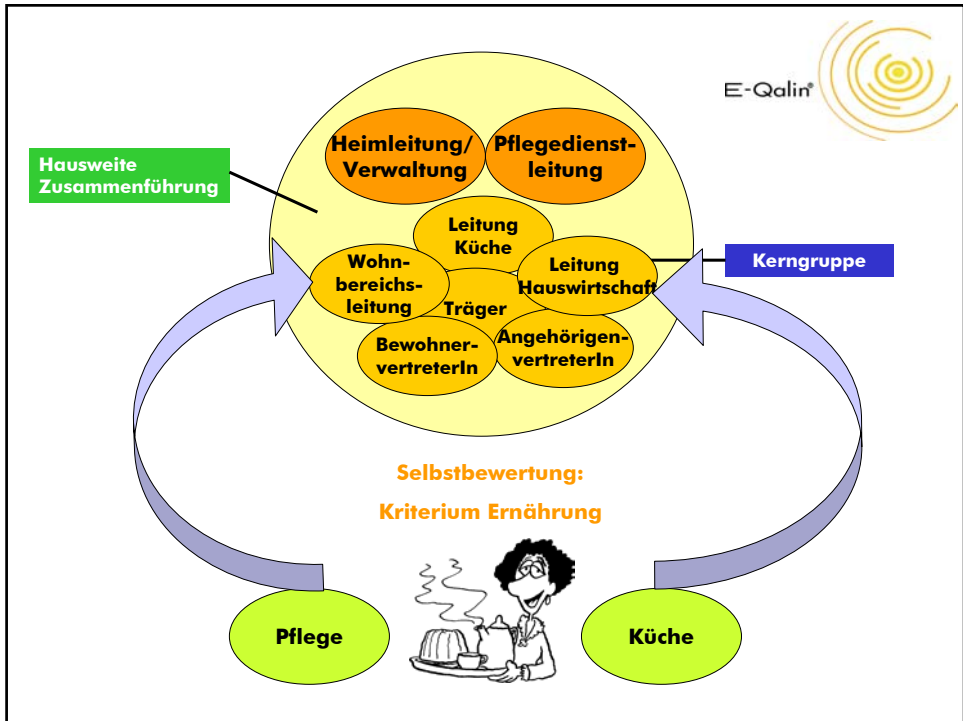 E-Qalin®
Heimleitung/
Verwaltung
Pflegedienst-
leitung
Hausweite
Zusammenführung
Leitung
Küche
Wohn-
bereichs-
leitung
Leitung
Hauswirtschaft
Kerngruppe
Träger
Bewohner-
vertreterIn
Angehörigen-
vertreterIn
Selbstbewertung:
Kriterium Ernährung
Pflege
Küche